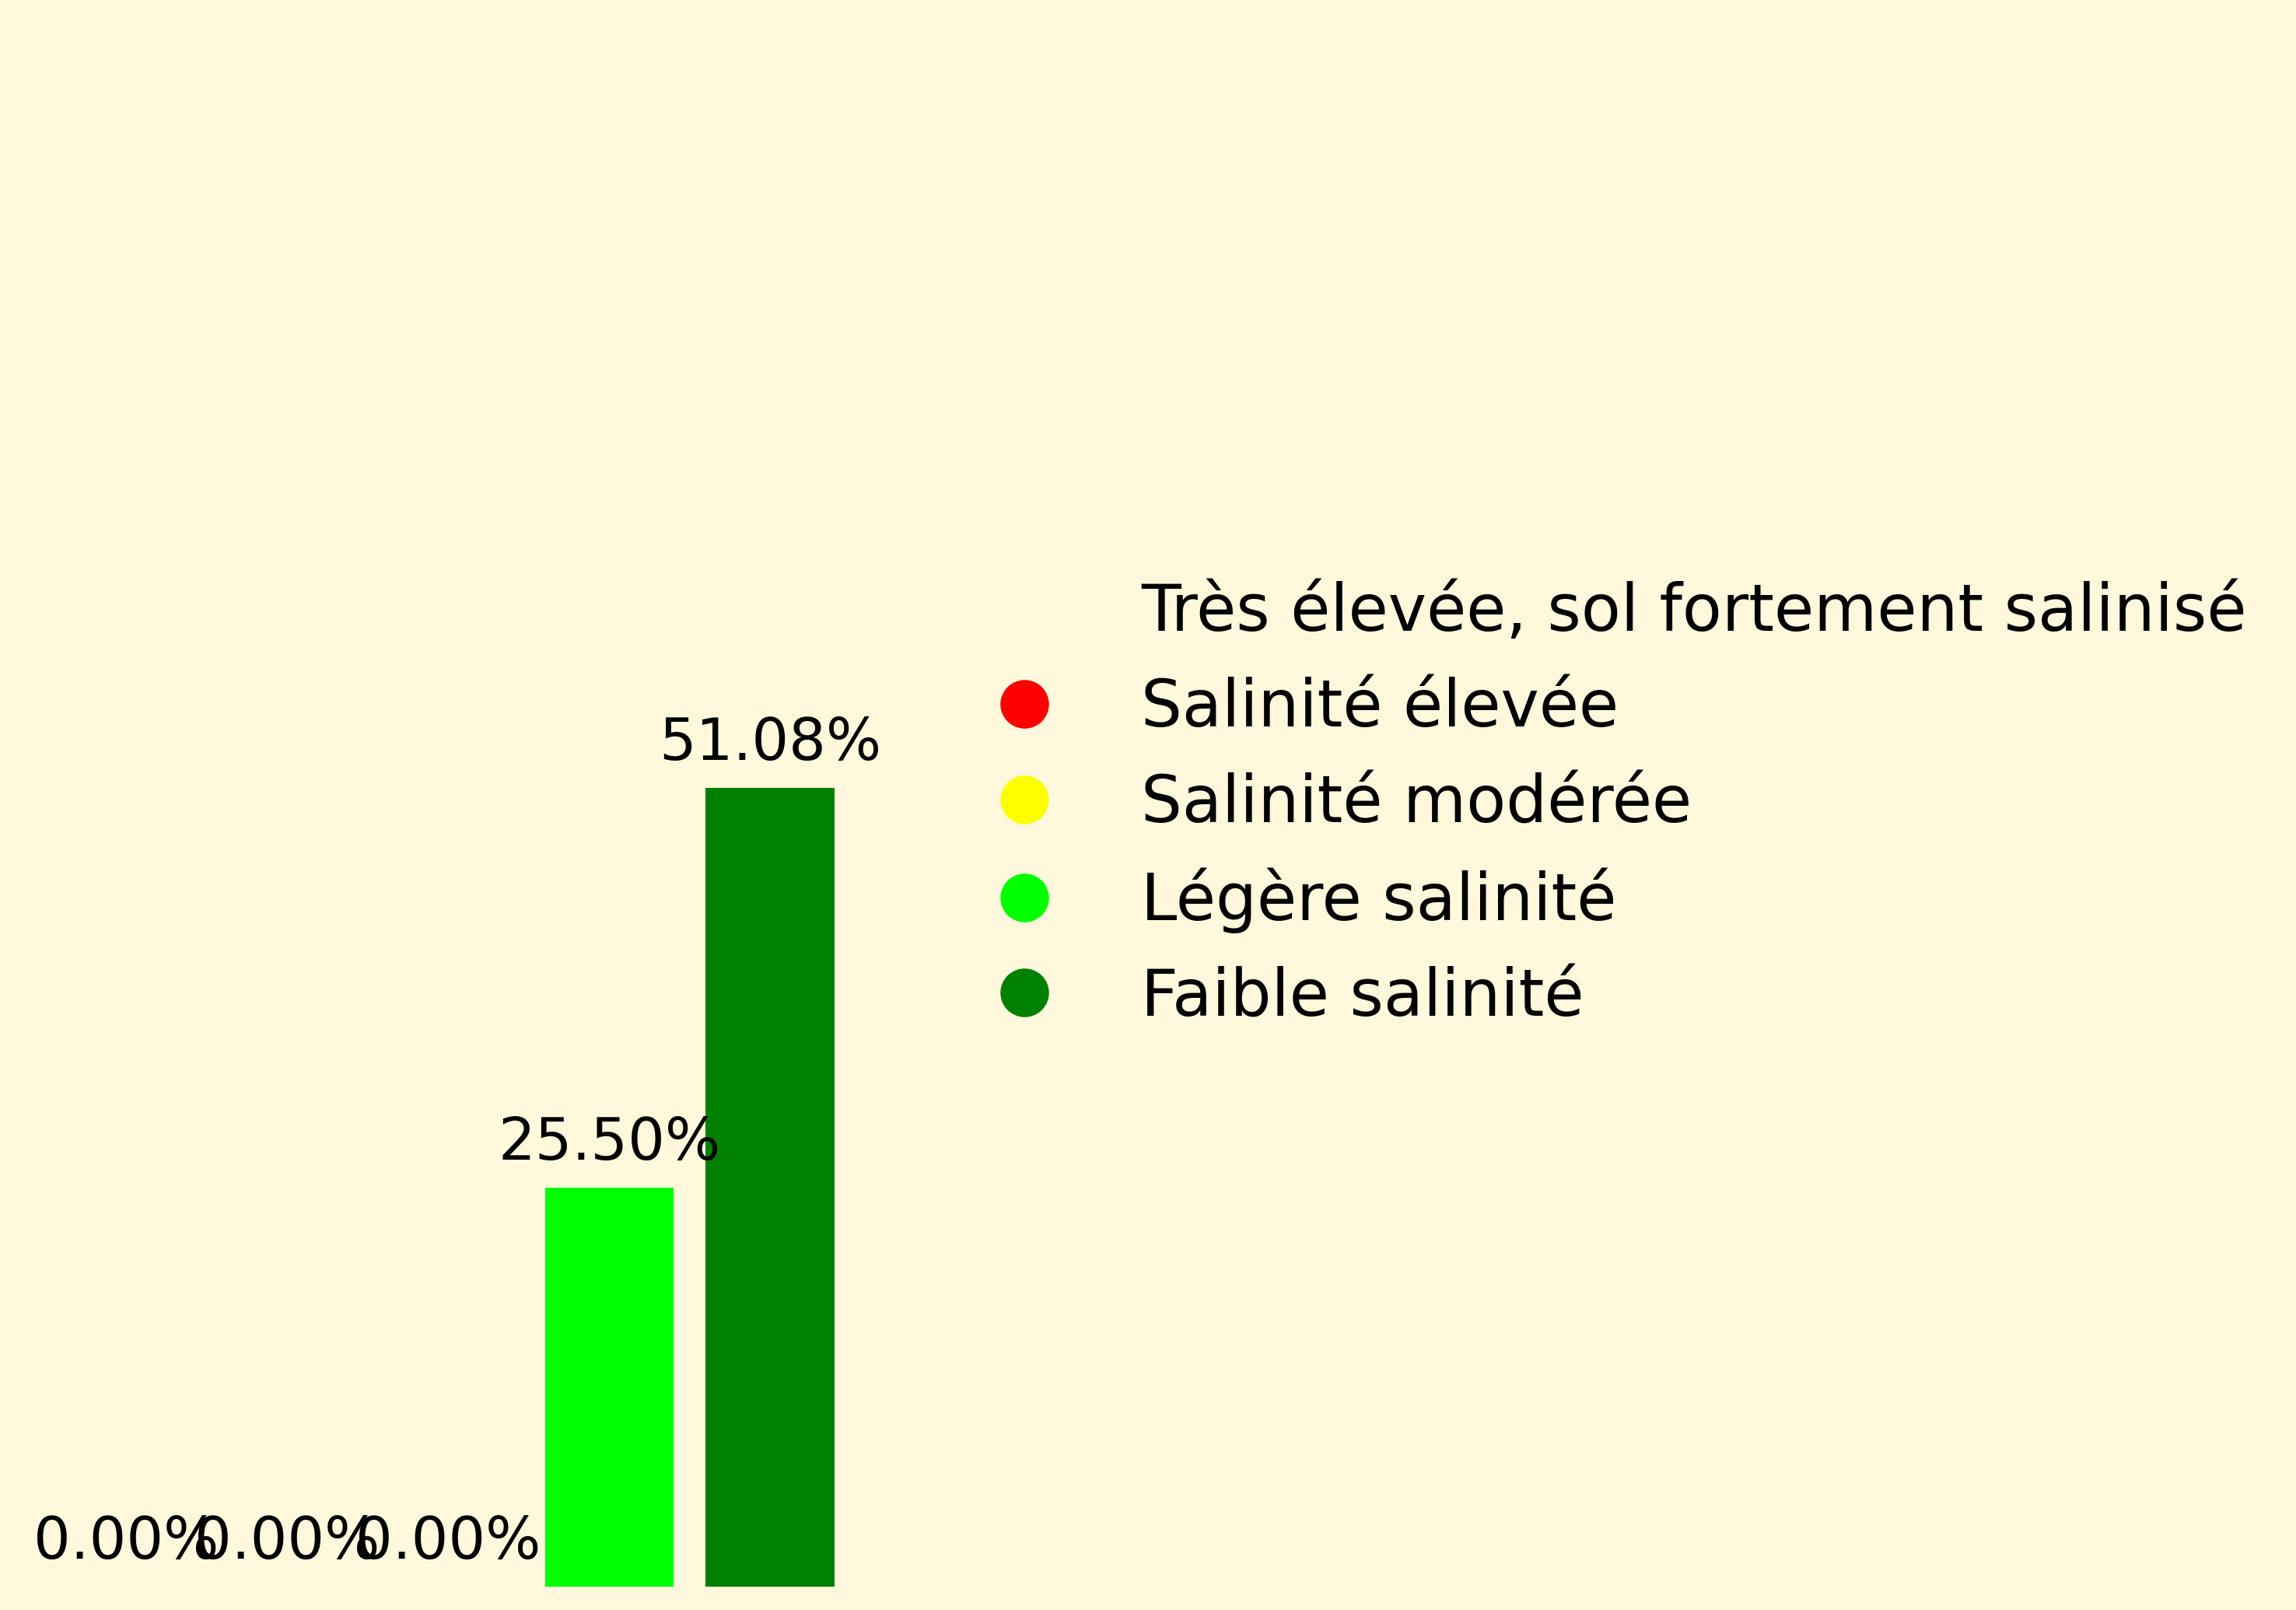 Très élevée, sol fortement salinisé
Salinité élevée
Salinité modérée
Légère salinité
Faible salinité
51.08%
25.50%
0.00% 0.00% 0.00%